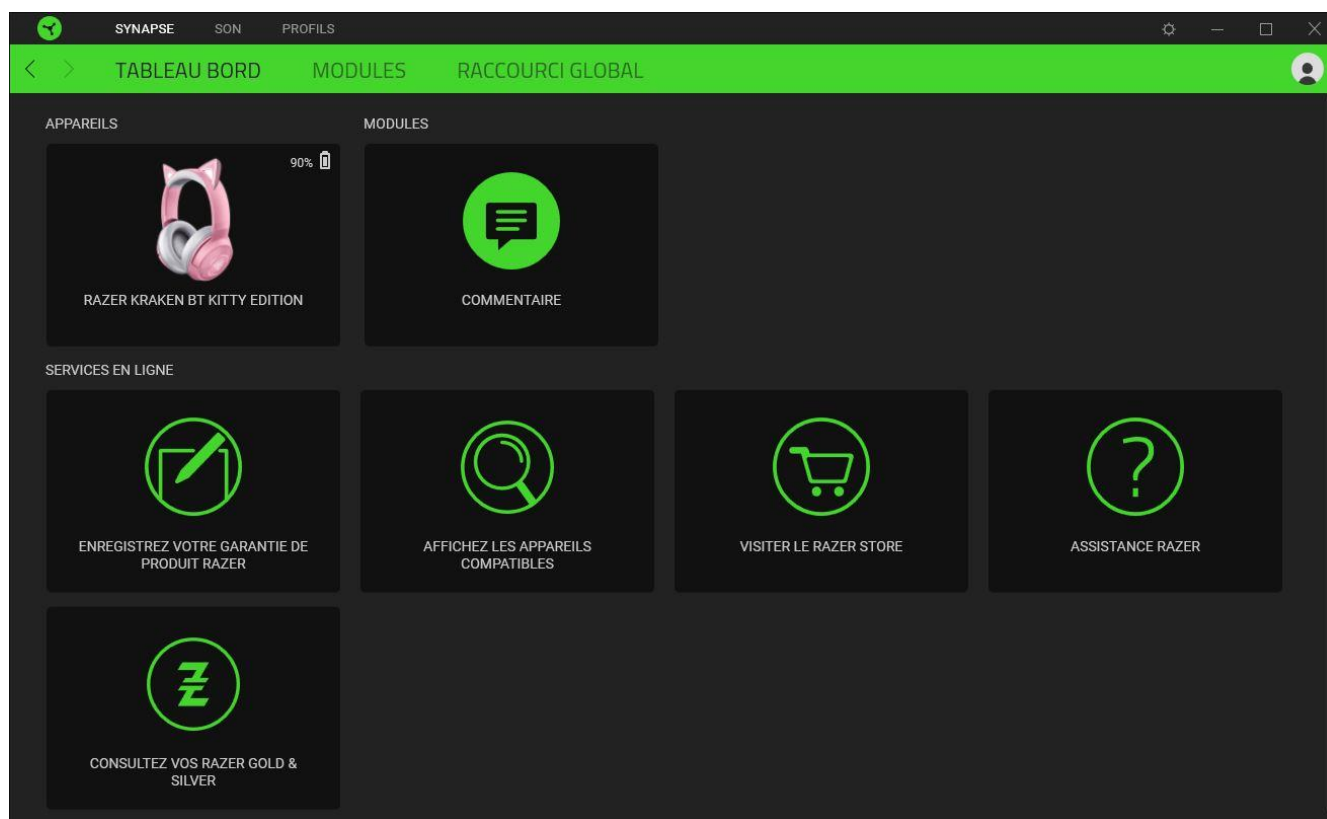 SYNAPSE SON PROFILS
TABLEAU BORD MODULES RACCOURCI GLOBAL
APPAREILS MODULES
90%
RAZER KRAKEN BT KITTY EDITION COMMENTAIRE
SERVICES EN LIGNE
ENREGISTREZ VOTRE GARANTIE DE
PRODUIT RAZER
AFFICHEZ LES APPAREILS
COMPATIBLES
VISITER LE RAZER STORE
ASSISTANCE RAZER
CONSULTEZ VOS RAZER GOLD &
SILVER